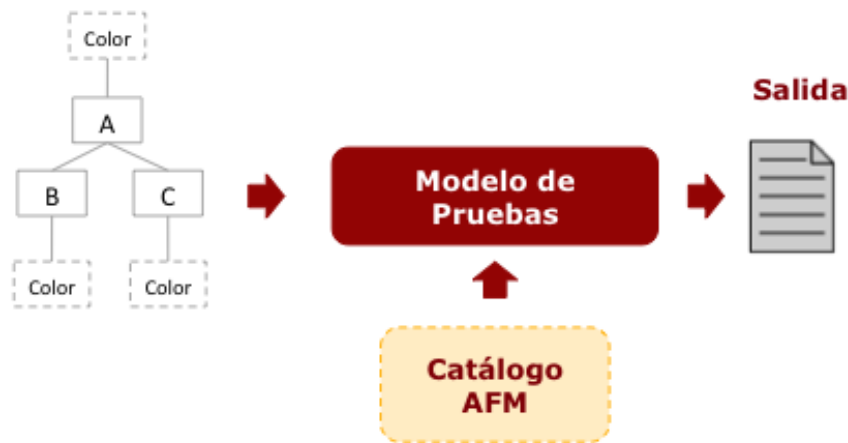 Color
A
B
C
Color
Color
Modelo de
Pruebas
Salida
Catálogo
AFM